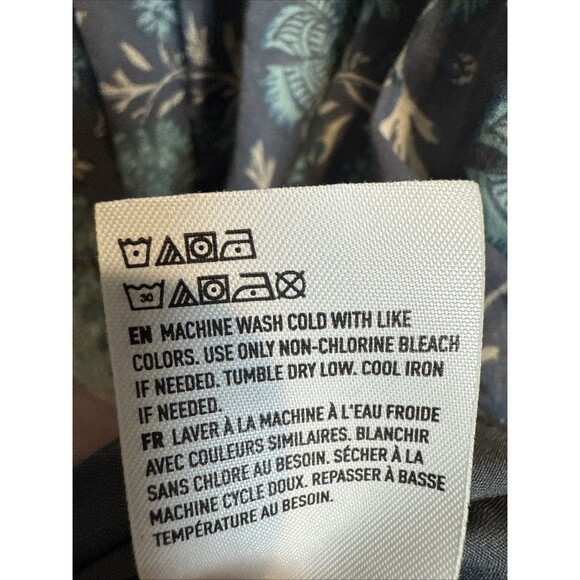 30
EN MACHINE WASH COLD WITH LIKE
COLORS. USE ONLY NON-CHLORINE BLEACH
IF NEEDED. TUMBLE DRY LOW. COOL IRON
IF NEEDED.
FR LAVER À LA MACHINE À L'EAU FROIDE
AVEC COULEURS SIMILAIRES. BLANCHIR
SANS CHLORE AU BESOIN. SÉCHER À LA
MACHINE CYCLE DOUX. REPASSER À BASSE
TEMPÉRATURE AU BESOIN.